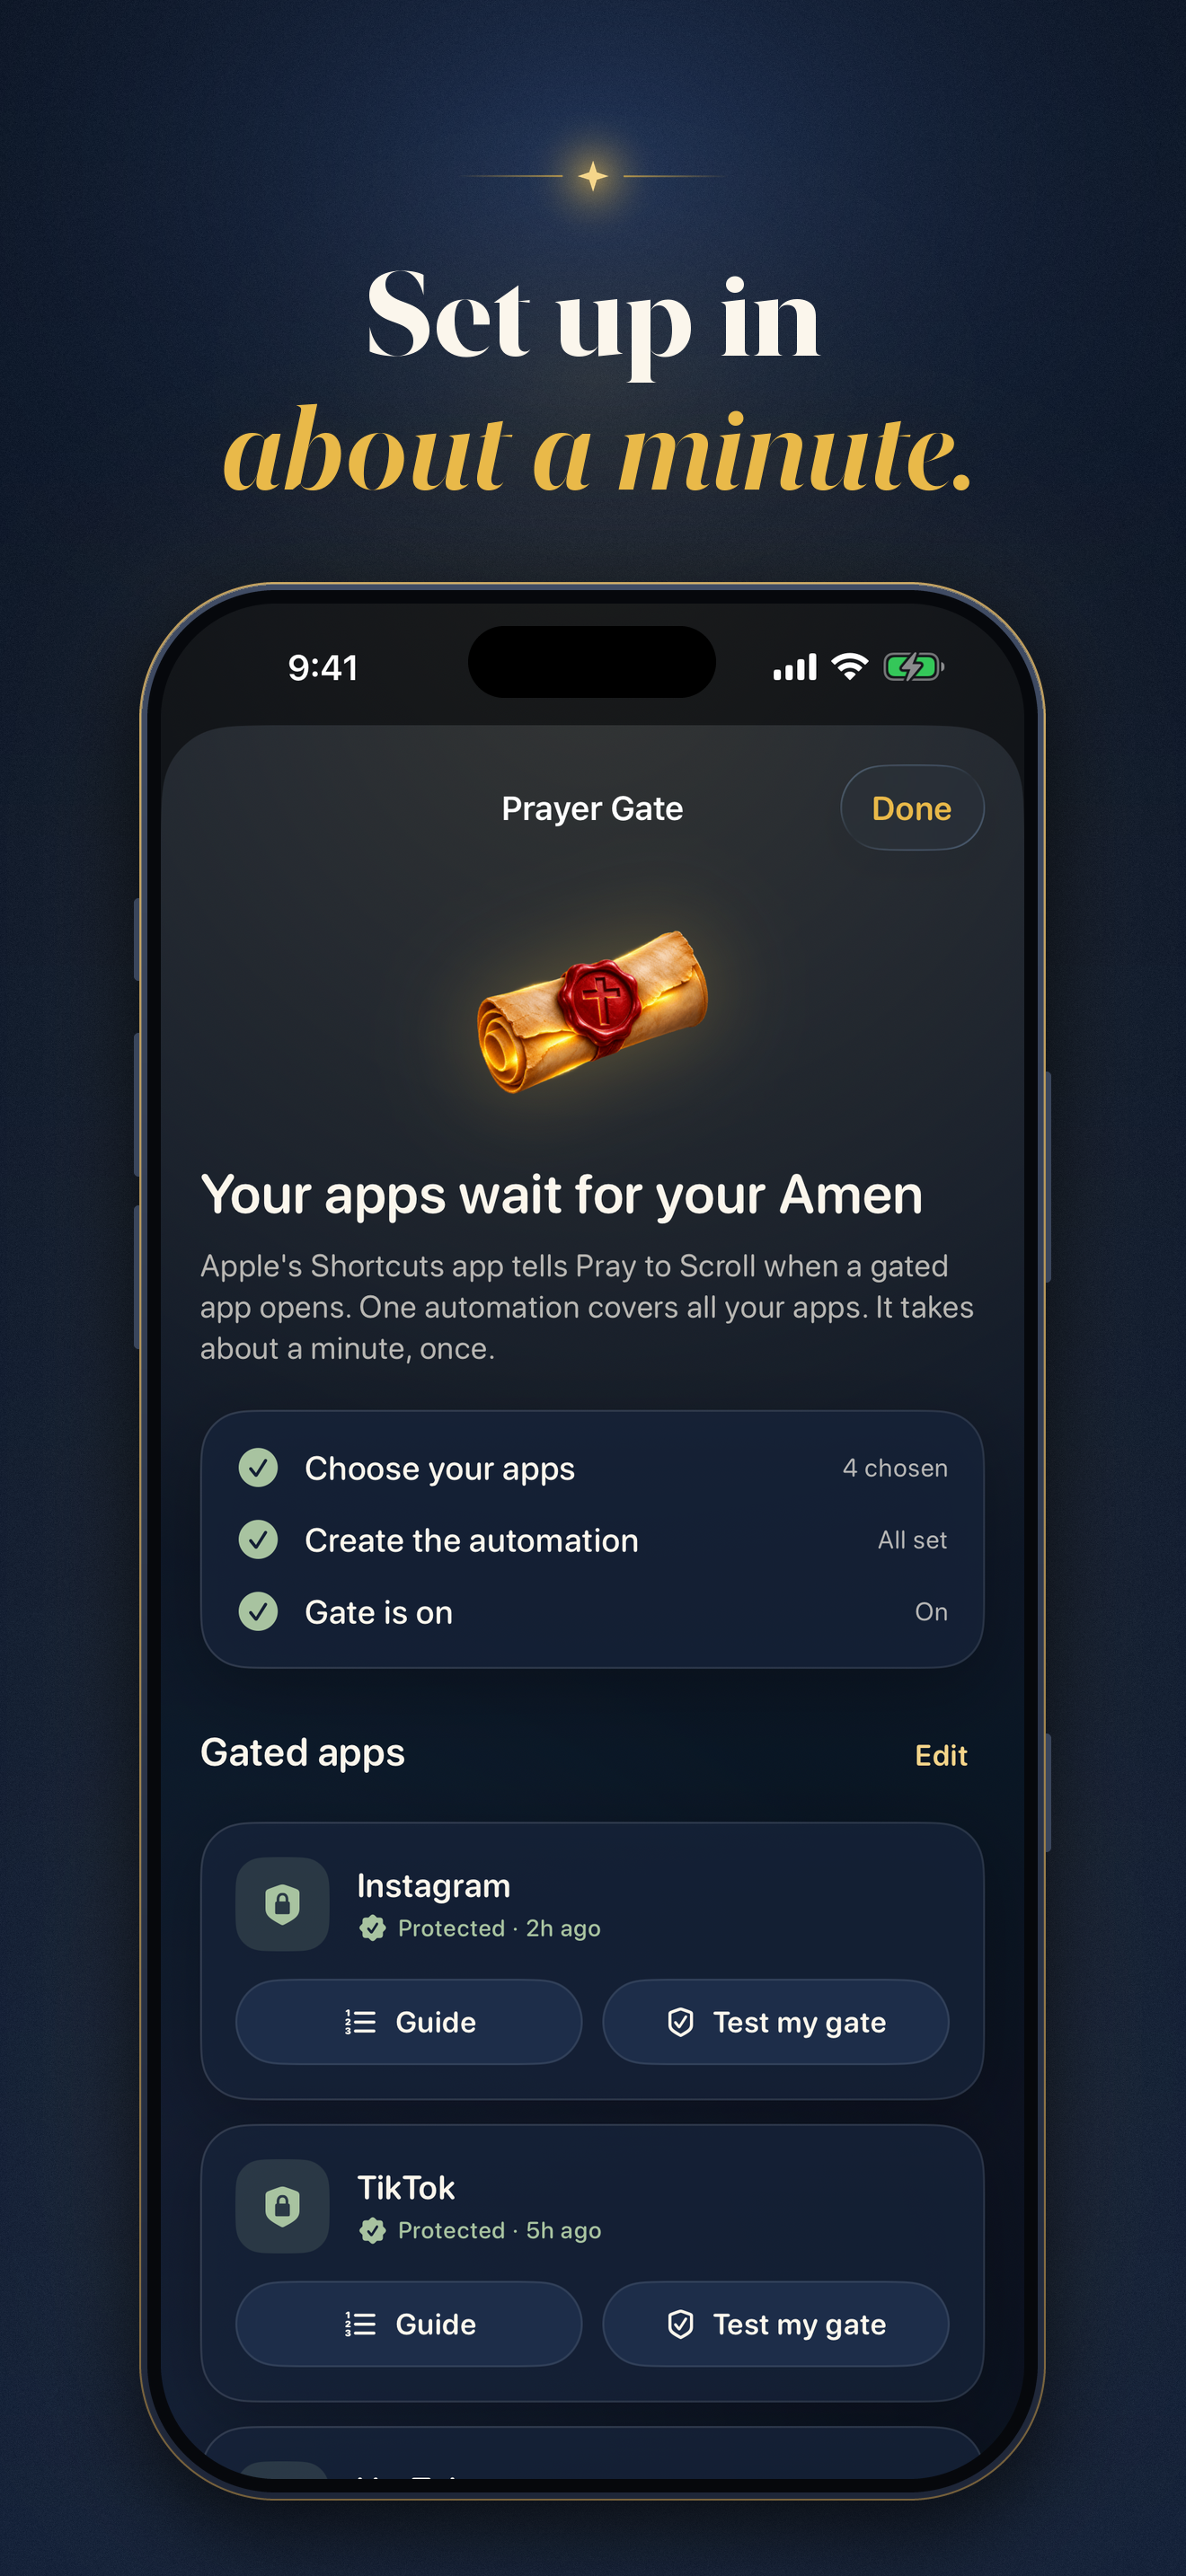 Set up in
about a minute.
9:41
Prayer Gate
Done
Your apps wait for your Amen
Apple's Shortcuts app tells Pray to Scroll when a gated
app opens. One automation covers all your apps. It takes
about a minute, once.
Choose your apps
4 chosen
Create the automation
All set
Gate is on
On
Gated apps
Edit
Instagram
Protected · 2h ago
Guide
Test my gate
TikTok
Protected · 5h ago
Guide
Test my gate